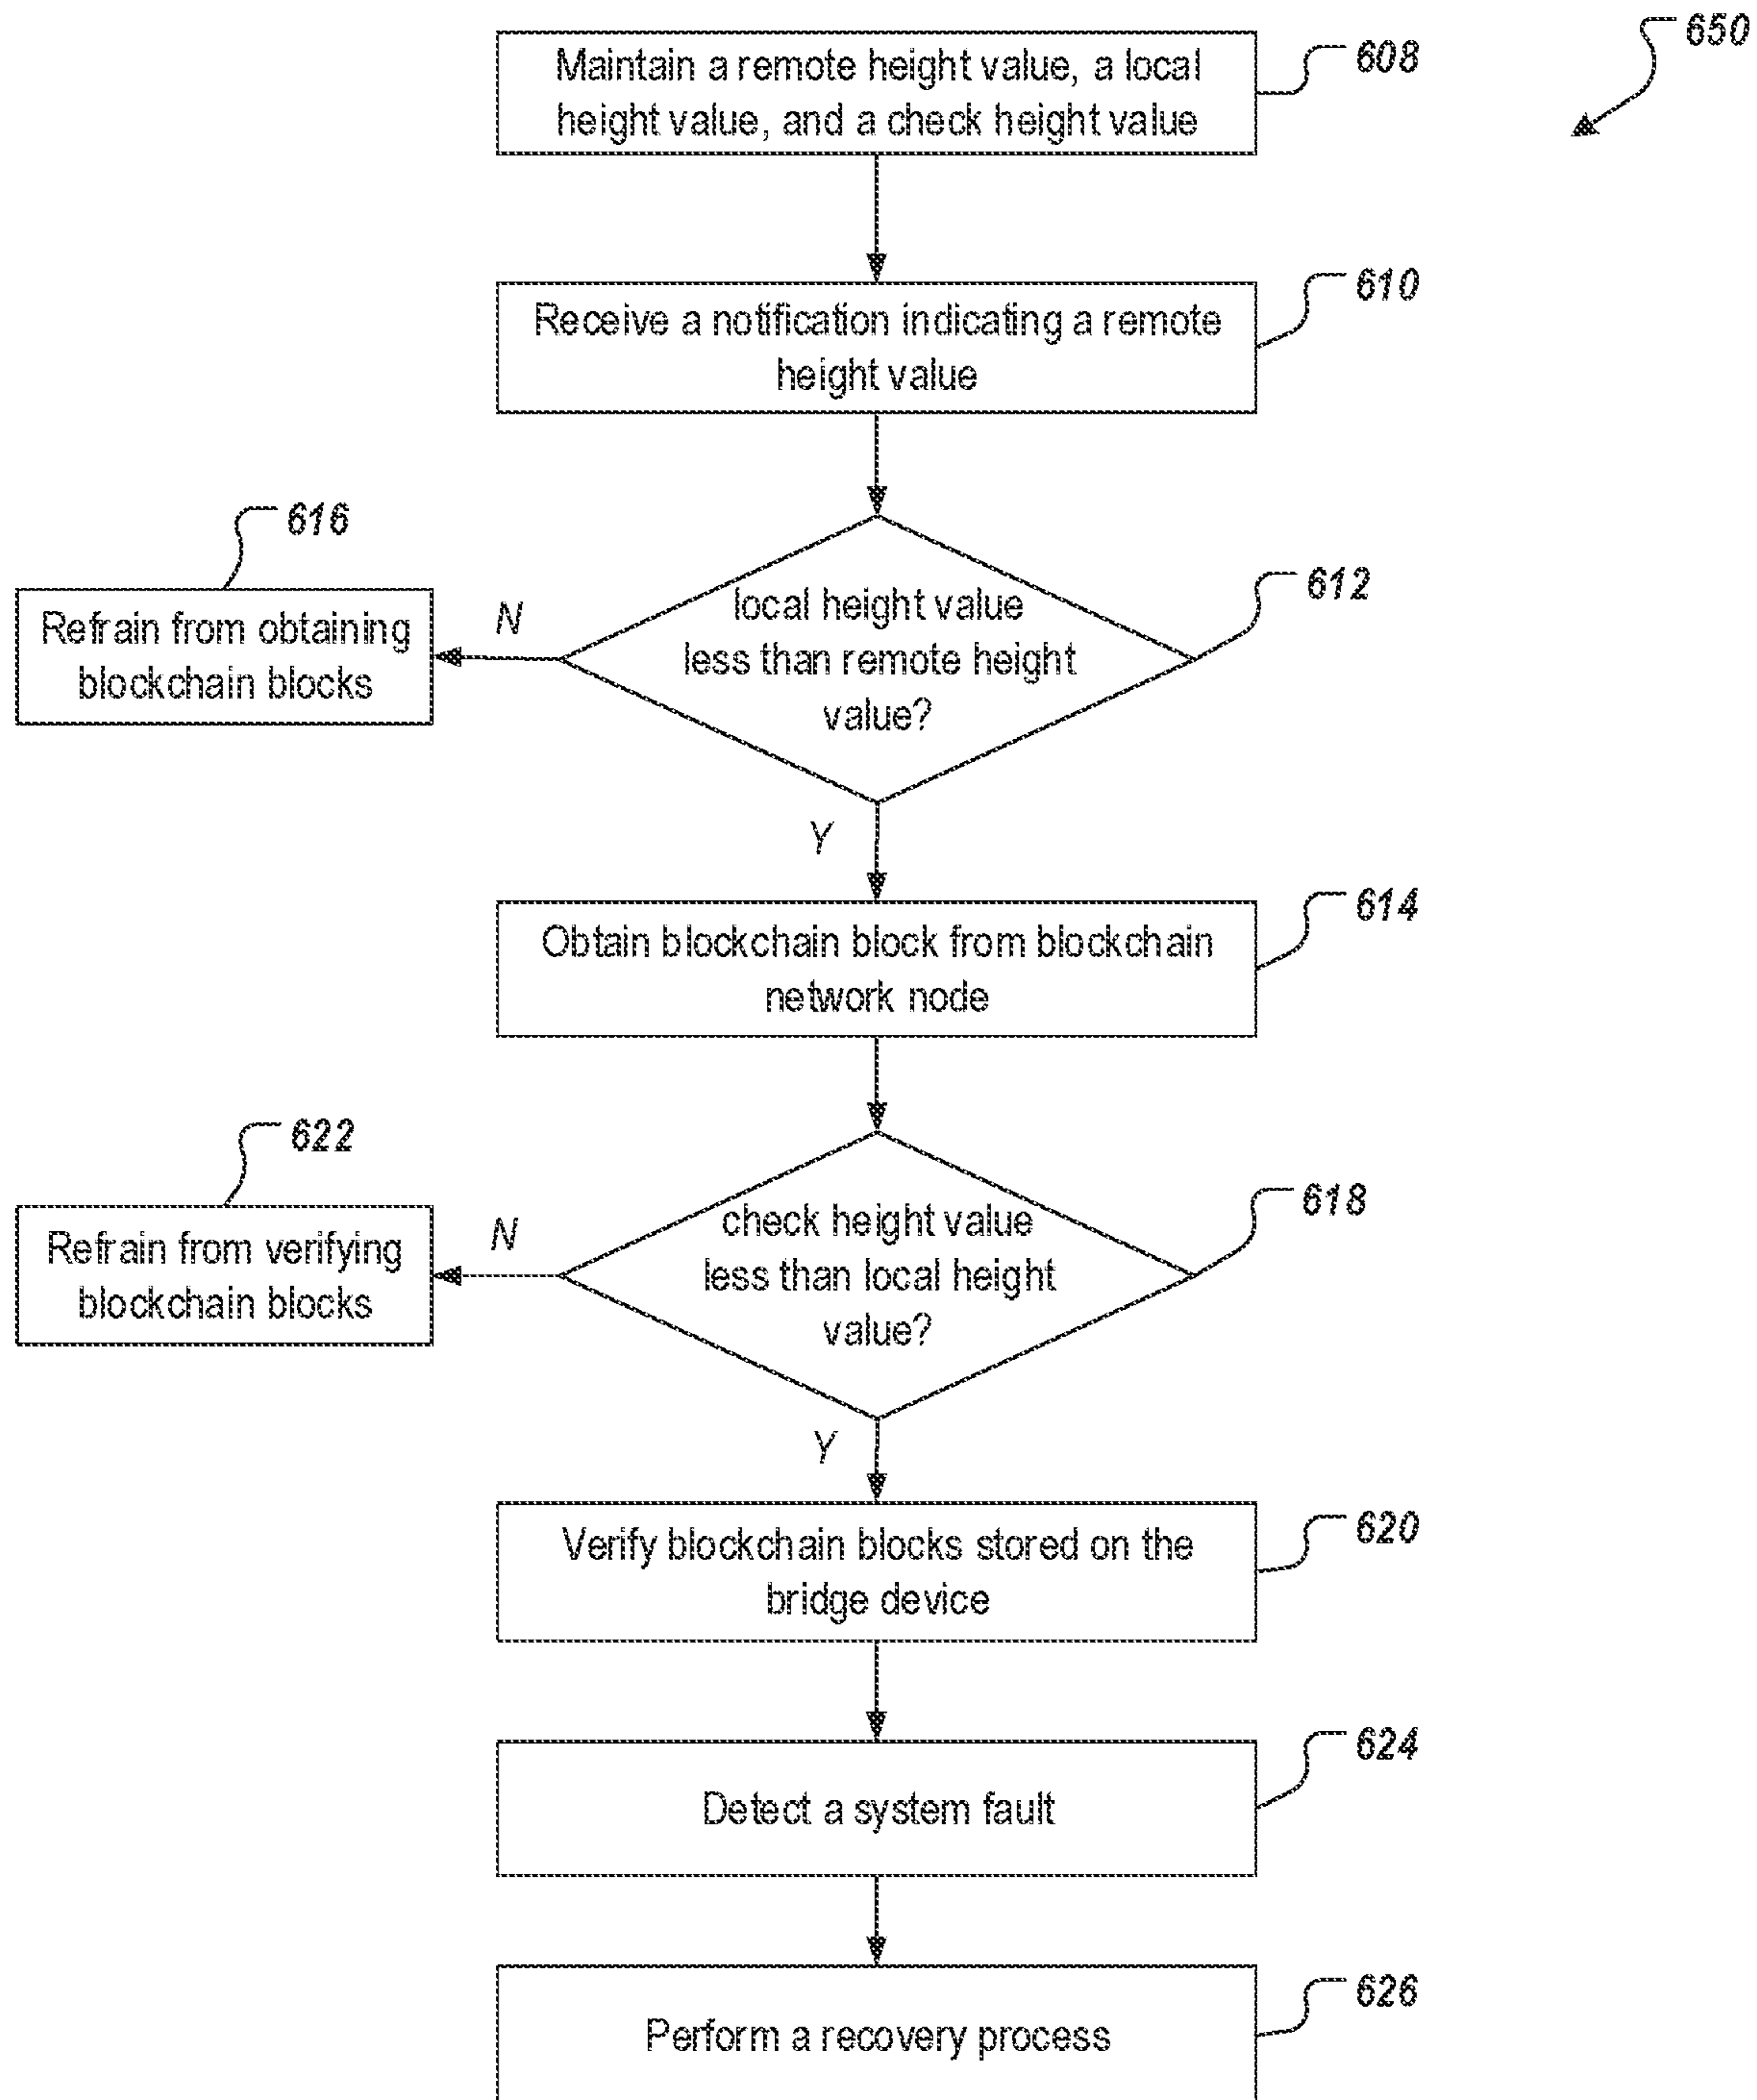 650
Maintain a remote height value, a local
height value, and a check height value
608
Receive a notification indicating a remote
height value
610
616
Refrain from obtaining
blockchain blocks
N
local height value
less than remote height
value?
612
Y
Obtain blockchain block from blockchain
network node
614
622
Refrain from verifying
blockchain blocks
N
check height value
less than local height
value?
618
Y
Verify blockchain blocks stored on the
bridge device
620
Detect a system fault
624
Perform a recovery process
626